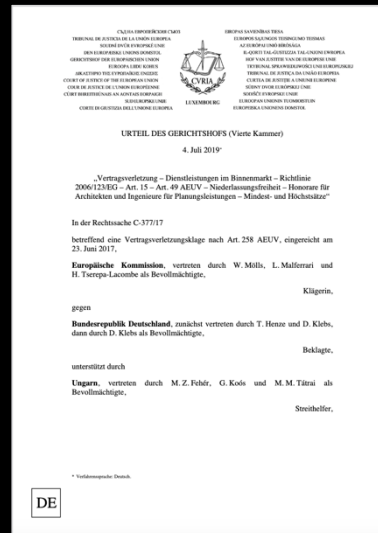 СЪД НА ЕВРОПЕЙСКИЯ СЪЮЗ
TRIBUNAL DE JUSTICIA DE LA UNIÓN EUROPEA
SOUDNÍ DVŮR EVROPSKÉ UNIE
DEN EUROPÆISKE UNIONS DOMSTOL
GERICHTSHOF DER EUROPÄISCHEN UNION
EUROOPA LIIDU KOHUS
ΔΙΚΑΣΤΗΡΙΟ ΤΗΣ ΕΥΡΩΠΑΪΚΗΣ ΕΝΩΣΗΣ
COURT OF JUSTICE OF THE EUROPEAN UNION
COUR DE JUSTICE DE L'UNION EUROPÉENNE
CÚIRT BHREITHIÚNAIS AN AONTAIS EORPAIGH
SUD EUROPSKE UNIJE
CORTE DI GIUSTIZIA DELL'UNIONE EUROPEA
CVRIA
LUXEMBOURG
EIROPAS SAVIENĪBAS TIESA
EUROPOS SĄJUNGOS TEISINGUMO TEISMAS
AZ EURÓPAI UNIÓ BÍRÓSÁGA
IL-QORTI TAL-ĠUSTIZZJA TAL-UNJONI EWROPEA
HOF VAN JUSTITIE VAN DE EUROPESE UNIE
TRYBUNAŁ SPRAWIEDLIWOŚCI UNII EUROPEJSKIEJ
TRIBUNAL DE JUSTIÇA DA UNIÃO EUROPEIA
CURTEA DE JUSTIȚIE A UNIUNII EUROPENE
SÚDNY DVOR EURÓPSKEJ ÚNIE
SODIŠČE EVROPSKE UNIJE
EUROOPAN UNIONIN TUOMIOISTUIN
EUROPEISKA UNIONENS DOMSTOL
URTEIL DES GERICHTSHOFS (Vierte Kammer)
4. Juli 2019*
„Vertragsverletzung – Dienstleistungen im Binnenmarkt – Richtlinie
2006/123/EG – Art. 15 – Art. 49 AEUV – Niederlassungsfreiheit – Honorare für
Architekten und Ingenieure für Planungsleistungen – Mindest- und Höchstsätze“
In der Rechtssache C‑377/17
betreffend eine Vertragsverletzungsklage nach Art. 258 AEUV, eingereicht am
23. Juni 2017,
Europäische Kommission, vertreten durch W. Mölls, L. Malferrari und
H. Tserepa-Lacombe als Bevollmächtigte,
Klägerin,
gegen
Bundesrepublik Deutschland, zunächst vertreten durch T. Henze und D. Klebs,
dann durch D. Klebs als Bevollmächtigte,
Beklagte,
unterstützt durch
Ungarn, vertreten durch M. Z. Fehér, G. Koós und M. M. Tátrai als
Bevollmächtigte,
Streithelfer,
* Verfahrenssprache: Deutsch.
DE